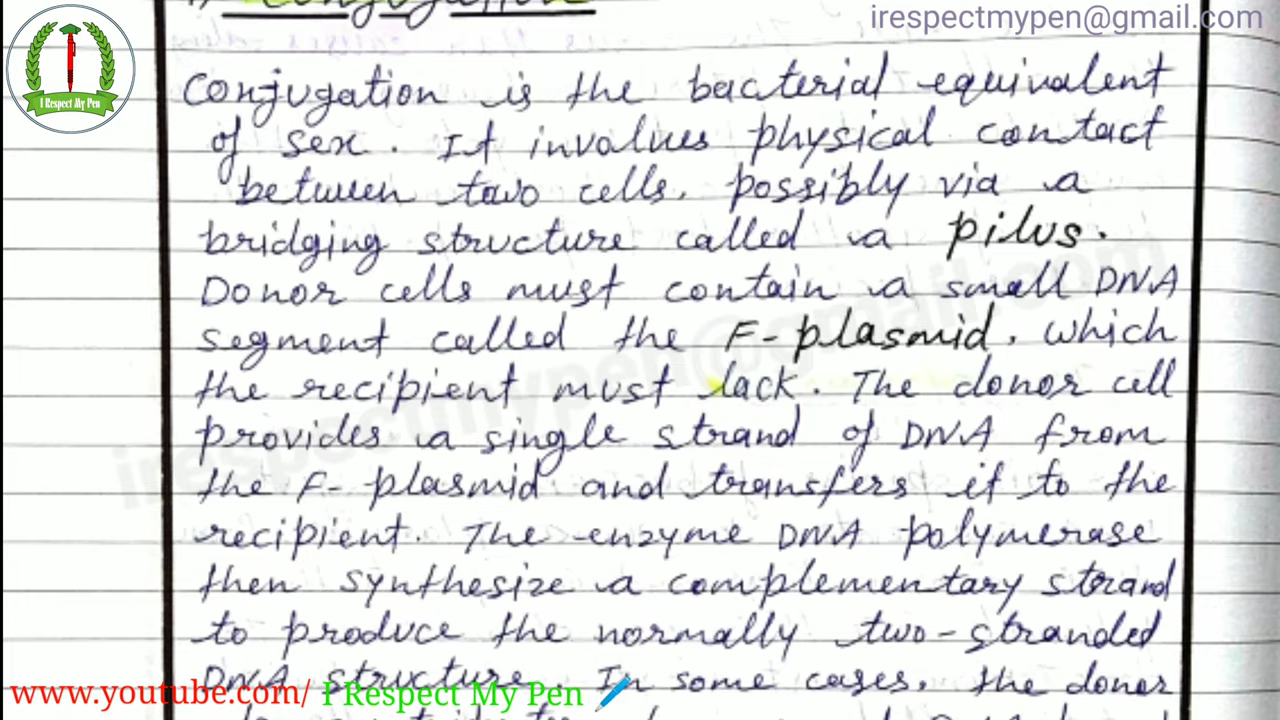 irespectmypen@gmail.com
I Respect My Pen
Conjugation
Conjugation is the bacterial equivalent
of sex. It involves physical contact
between two cells, possibly via a
bridging structure called a pilus.
Donor cells must contain a small DNA
segment called the F-plasmid, which
the recipient must lack. The donor cell
provides a single strand of DNA from
the F- plasmid and transfers it to the
recipient. The enzyme DNA polymerase
then synthesize a complementary strand
to produce the normally two-stranded
DNA structure. In some cases, the donor
www.youtube.com/ I Respect My Pen
irespectmypen@gmail.com